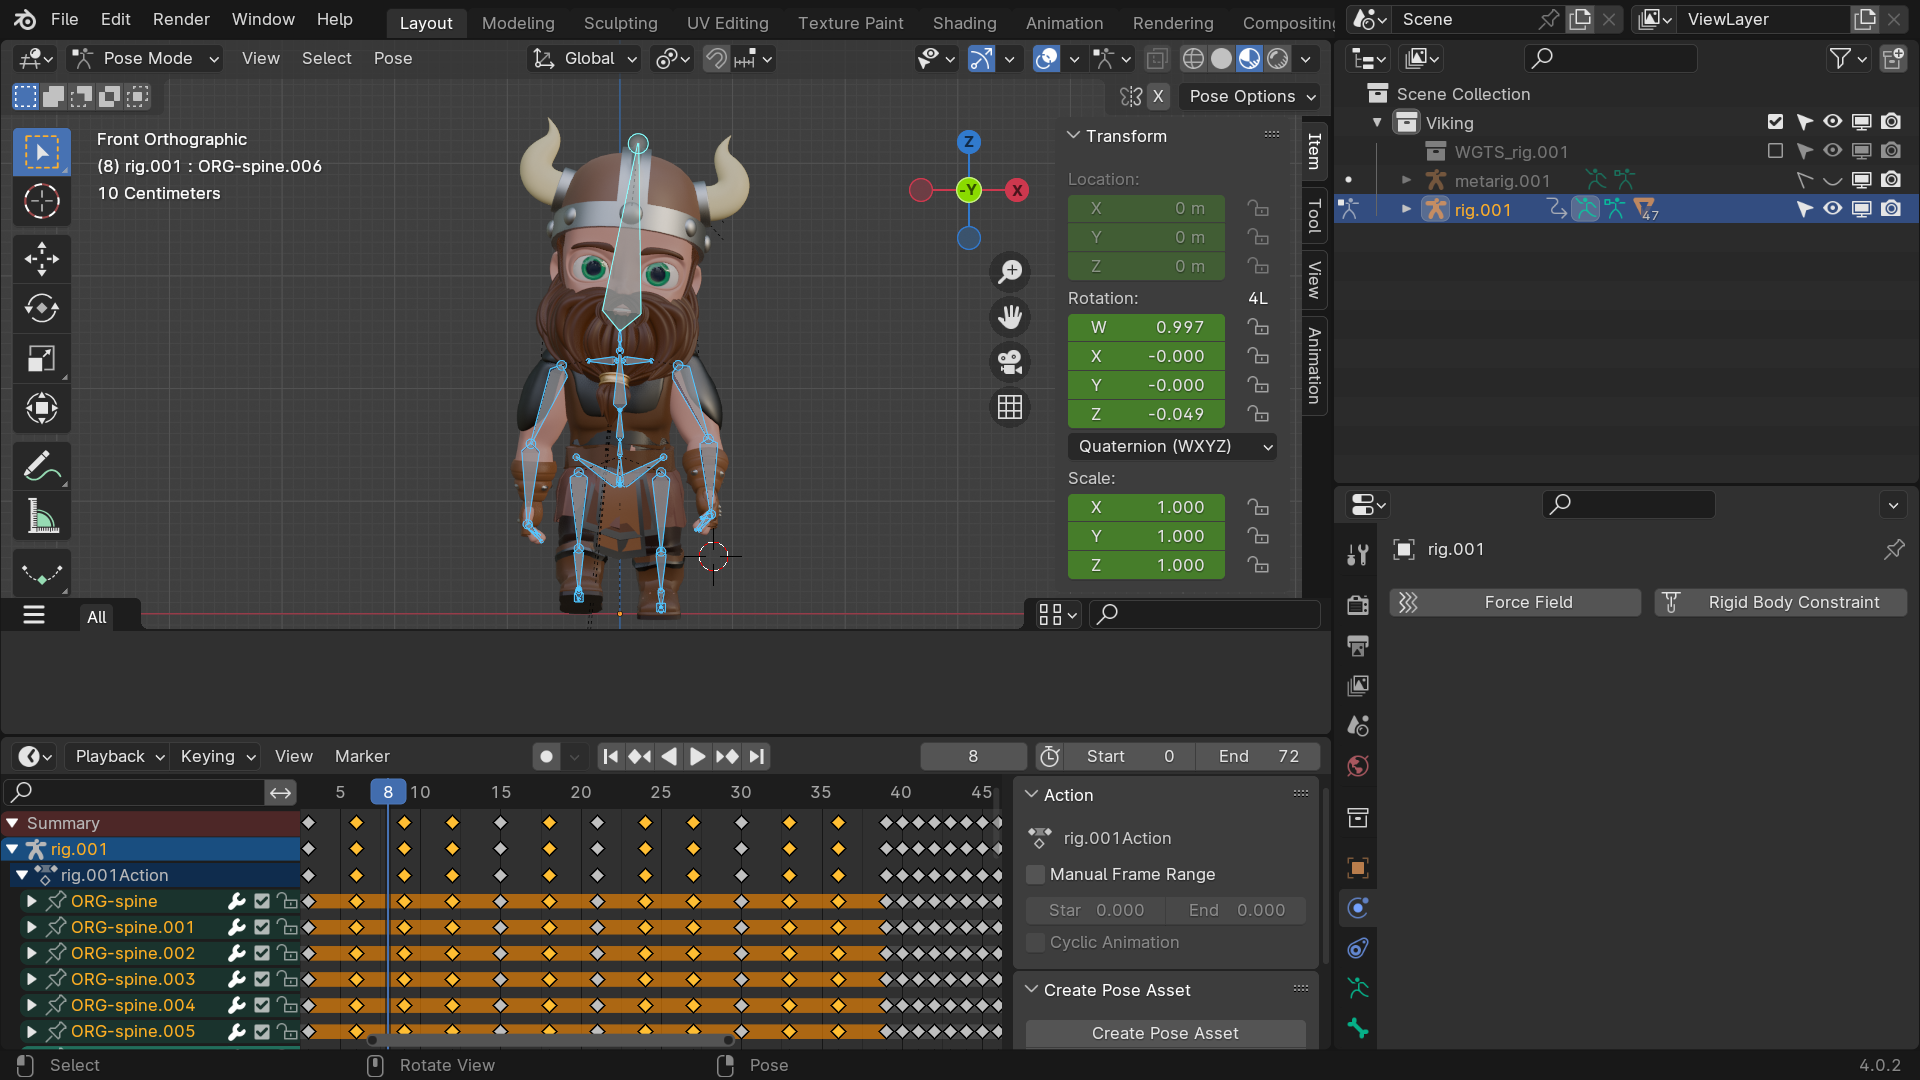 File Edit Render Window Help Layout Modeling Sculpting UV Editing Texture Paint Shading Animation Rendering Compositin Scene ViewLayer
Pose Mode View Select Pose Global
X Pose Options
Front Orthographic
(8) rig.001 : ORG-spine.006
10 Centimeters
Z
-Y
X
Transform
Location:
X 0 m
Y 0 m
Z 0 m
Rotation: 4L
W 0.997
X -0.000
Y -0.000
Z -0.049
Quaternion (WXYZ)
Scale:
X 1.000
Y 1.000
Z 1.000
Item
Tool
View
Animation
Scene Collection
Viking
WGTS_rig.001
metarig.001
rig.001 47
rig.001
Force Field Rigid Body Constraint
All
Playback Keying View Marker 8 Start 0 End 72
5 8 10 15 20 25 30 35 40 45
Summary
rig.001
rig.001Action
ORG-spine
ORG-spine.001
ORG-spine.002
ORG-spine.003
ORG-spine.004
ORG-spine.005
Action
rig.001Action
Manual Frame Range
Star 0.000 End 0.000
Cyclic Animation
Create Pose Asset
Create Pose Asset
Select Rotate View Pose 4.0.2